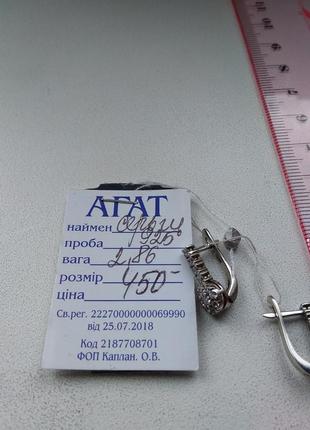 АГАТ
наймен серьги
проба 925°
вага 2,86
розмір
ціна 450-
Св.рег. 22270000000069990
від 25.07.2018
Код 2187708701
ФОП Каплан. О.В.